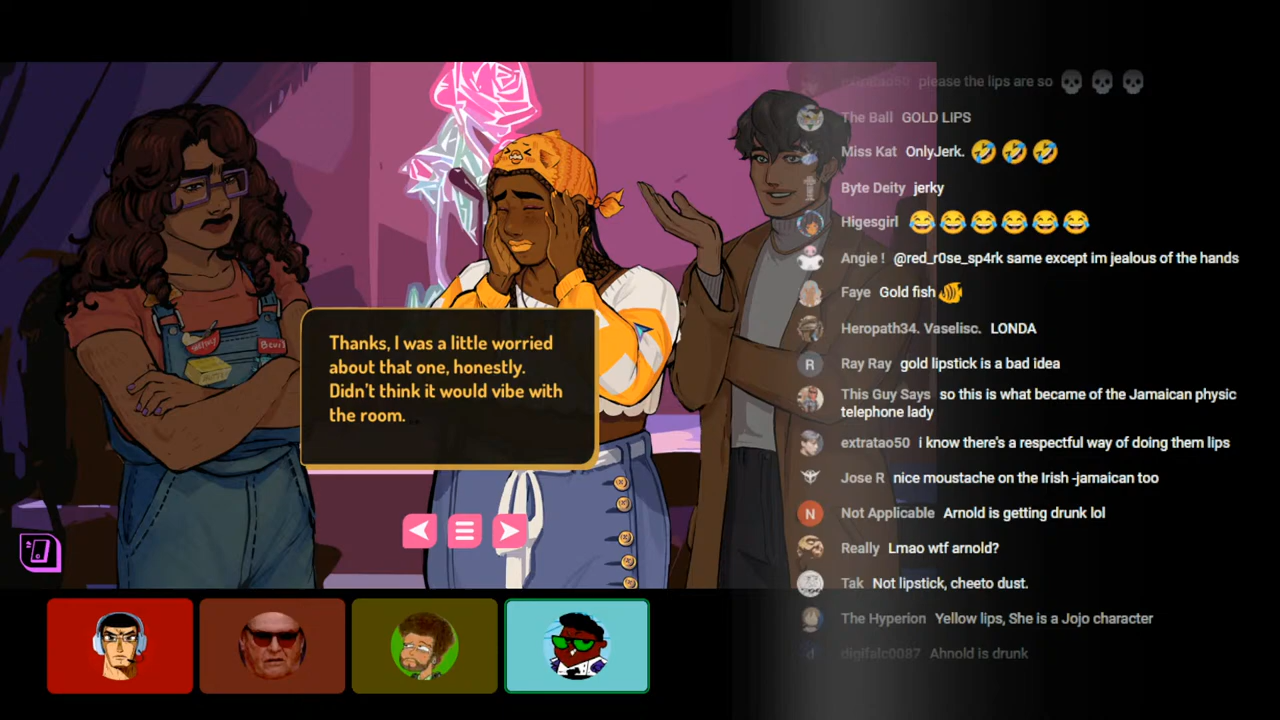 extratao50 please the lips are so 💀 💀 💀
The Ball GOLD LIPS
Miss Kat OnlyJerk. 🤣 🤣 🤣
Byte Deity jerky
Higesgirl 😂 😂 😂 😂 😂 😂
Angie ! @red_r0se_sp4rk same except im jealous of the hands
Faye Gold fish 🐠
Heropath34. Vaselisc. LONDA
R Ray Ray gold lipstick is a bad idea
This Guy Says so this is what became of the Jamaican physic
telephone lady
extratao50 i know there's a respectful way of doing them lips
Jose R nice moustache on the Irish -jamaican too
N Not Applicable Arnold is getting drunk lol
Really Lmao wtf arnold?
Tak Not lipstick, cheeto dust.
The Hyperion Yellow lips, She is a Jojo character
d digifalc0087 Ahnold is drunk
Thanks, I was a little worried
about that one, honestly.
Didn't think it would vibe with
the room.